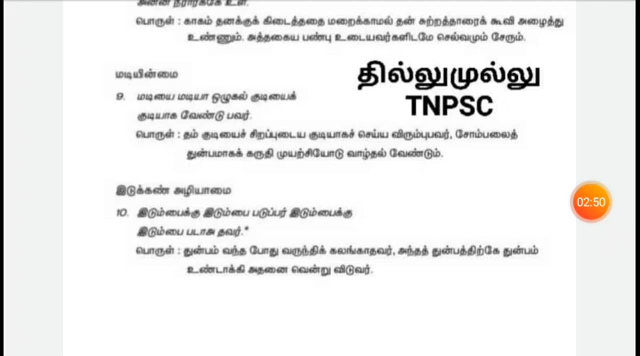 அன்ன நீரார்க்கே உள.
பொருள் : காகம் தனக்குக் கிடைத்ததை மறைக்காமல் தன் சுற்றத்தாரைக் கூவி அழைத்து
உண்ணும். அத்தகைய பண்பு உடையவர்களிடமே செல்வமும் சேரும்.
மடியின்மை
தில்லுமுல்லு
TNPSC
9. மடியை மடியா ஒழுகல் குடியைக்
குடியாக வேண்டு பவர்.
பொருள் : தம் குடியைச் சிறப்புடைய குடியாகச் செய்ய விரும்புபவர், சோம்பலைத்
துன்பமாகக் கருதி முயற்சியோடு வாழ்தல் வேண்டும்.
02:50
இடுக்கண் அழியாமை
10. இடும்பைக்கு இடும்பை படுப்பர் இடும்பைக்கு
இடும்பை படாஅ தவர்.*
பொருள் : துன்பம் வந்த போது வருந்திக் கலங்காதவர், அந்தத் துன்பத்திற்கே துன்பம்
உண்டாக்கி அதனை வென்று விடுவர்.